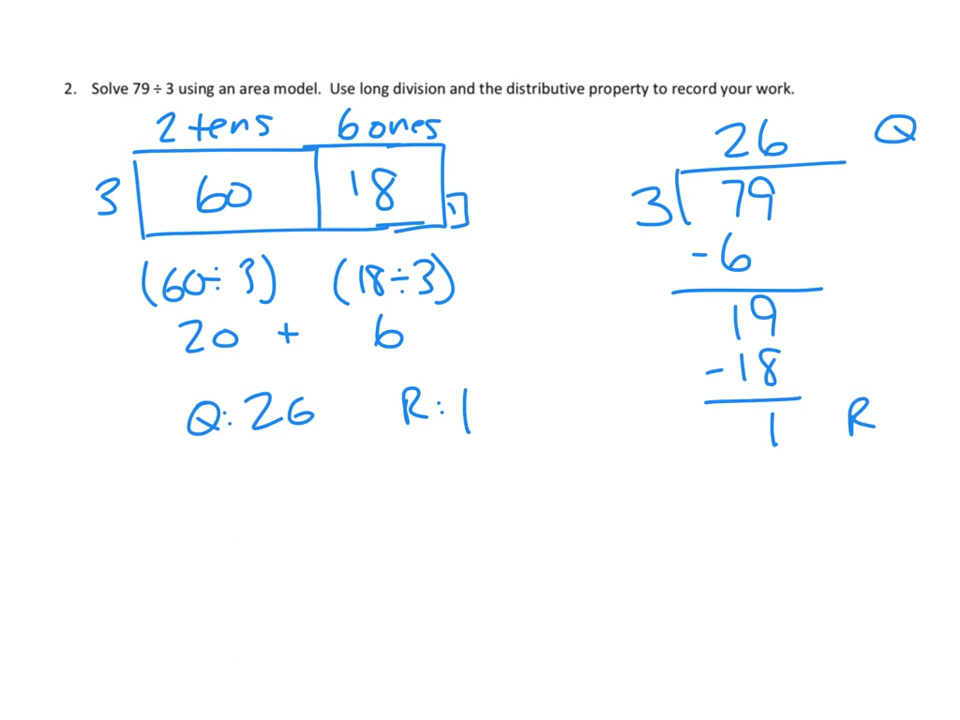 2. Solve 79 ÷ 3 using an area model. Use long division and the distributive property to record your work.
2 tens 6 ones
3 60 18 1
(60 ÷ 3) (18 ÷ 3)
20 + 6
Q: 26 R: 1
26 Q
3 79
-6
19
-18
1 R